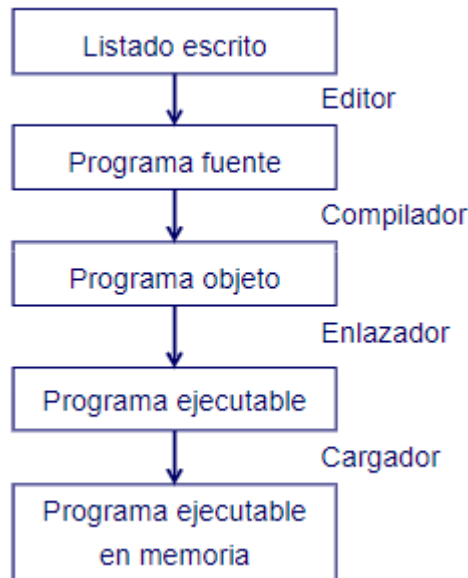 Listado escrito
Editor
Programa fuente
Compilador
Programa objeto
Enlazador
Programa ejecutable
Cargador
Programa ejecutable
en memoria